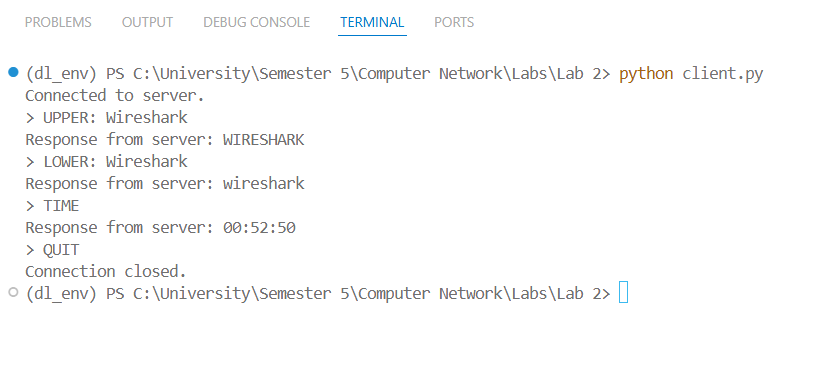 PROBLEMS OUTPUT DEBUG CONSOLE TERMINAL PORTS
(dl_env) PS C:\University\Semester 5\Computer Network\Labs\Lab 2> python client.py
Connected to server.
> UPPER: Wireshark
Response from server: WIRESHARK
> LOWER: Wireshark
Response from server: wireshark
> TIME
Response from server: 00:52:50
> QUIT
Connection closed.
(dl_env) PS C:\University\Semester 5\Computer Network\Labs\Lab 2>